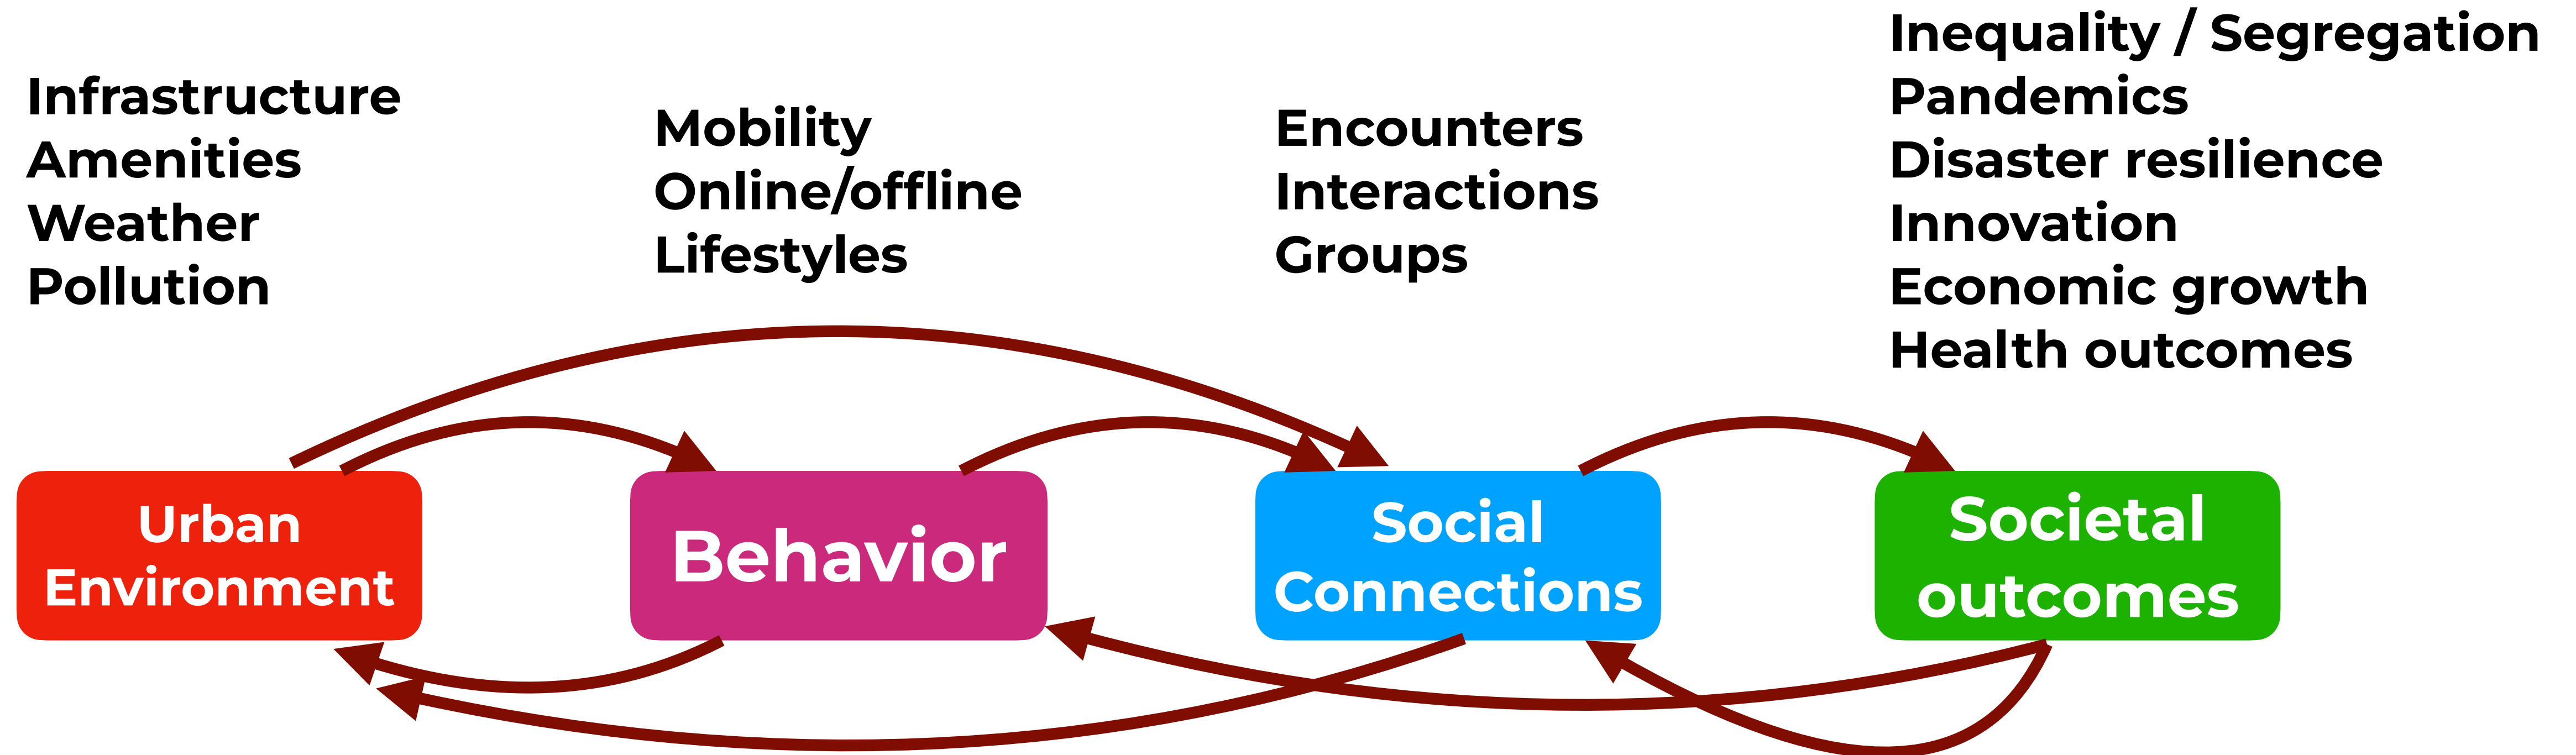 Infrastructure
Amenities
Weather
Pollution
Mobility
Online/offline
Lifestyles
Encounters
Interactions
Groups
Inequality / Segregation
Pandemics
Disaster resilience
Innovation
Economic growth
Health outcomes
Urban
Environment
Behavior
Social
Connections
Societal
outcomes